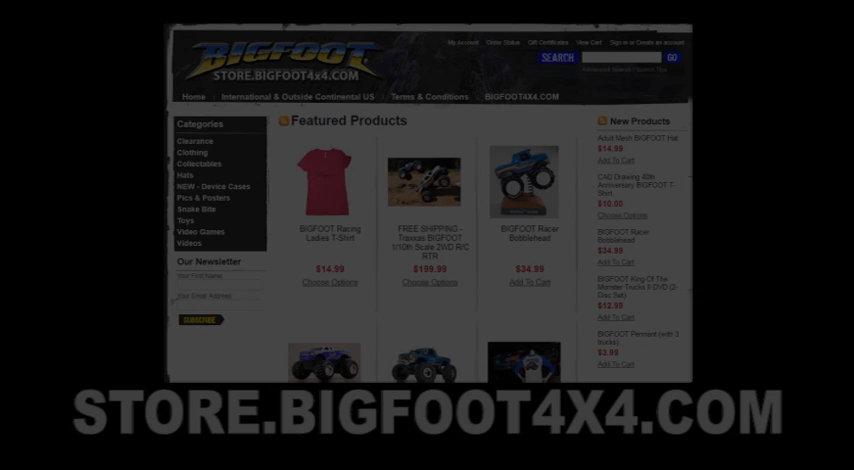 BIGFOOT
STORE.BIGFOOT4x4.COM
My Account Order Status Gift Certificates View Cart Sign in or Create an account
SEARCH GO
Advanced Search | Search Tips
Home International & Outside Continental US Terms & Conditions BIGFOOT4X4.COM
Categories
Clearance
Clothing
Collectables
Hats
NEW - Device Cases
Pics & Posters
Snake Bite
Toys
Video Games
Videos
Our Newsletter
Your First Name:
Your Email Address:
SUBSCRIBE
Featured Products
BIGFOOT Racing
Ladies T-Shirt
$14.99
Choose Options
FREE SHIPPING -
Traxxas BIGFOOT
1/10th Scale 2WD R/C
RTR
$199.99
Choose Options
BIGFOOT Racer
Bobblehead
$34.99
Add To Cart
New Products
Adult Mesh BIGFOOT Hat
$14.99
Add To Cart
CAD Drawing 40th
Anniversary BIGFOOT T-
Shirt
$10.00
Choose Options
BIGFOOT Racer
Bobblehead
$34.99
Add To Cart
BIGFOOT King Of The
Monster Trucks II DVD (2-
Disc Set)
$12.99
Add To Cart
BIGFOOT Pennant (with 3
trucks)
$3.99
Add To Cart
STORE.BIGFOOT4X4.COM